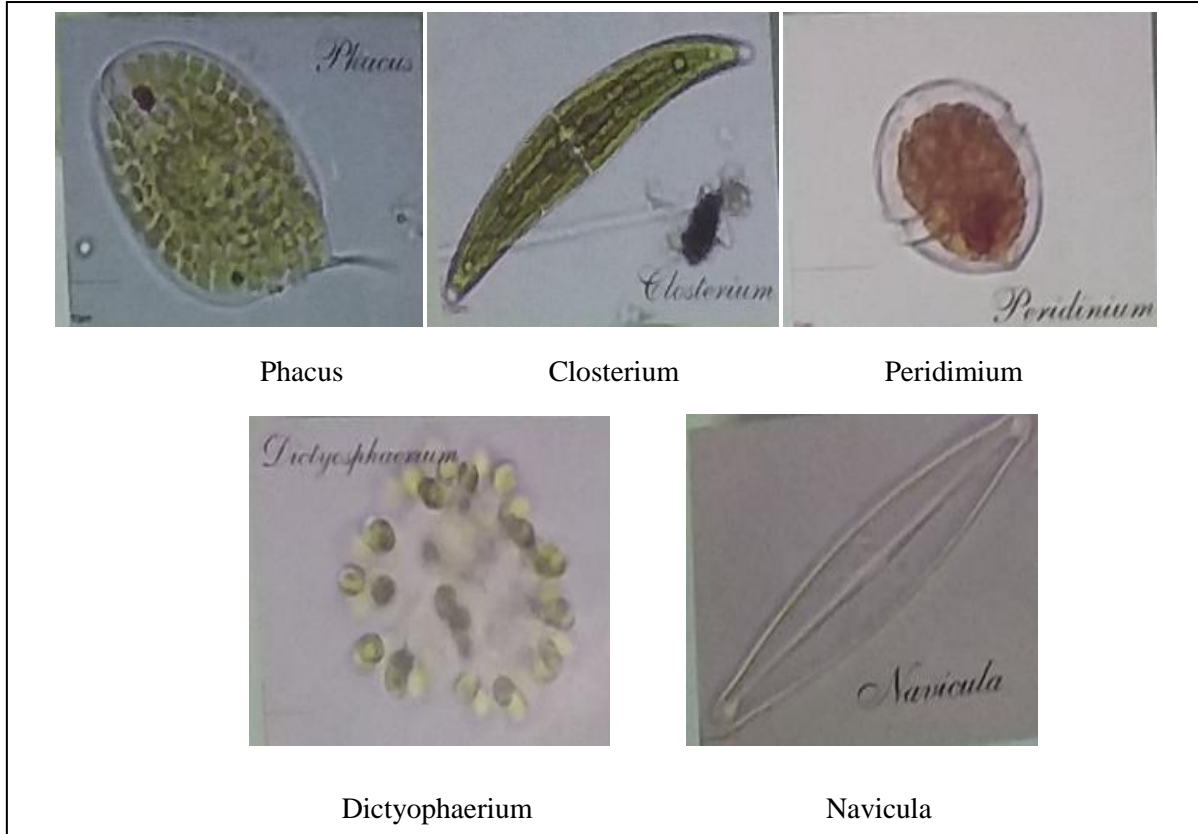 Phacus
Closterium
Peridinium
Phacus Closterium Peridimium
Dictyosphaerium
Navicula
Dictyophaerium Navicula